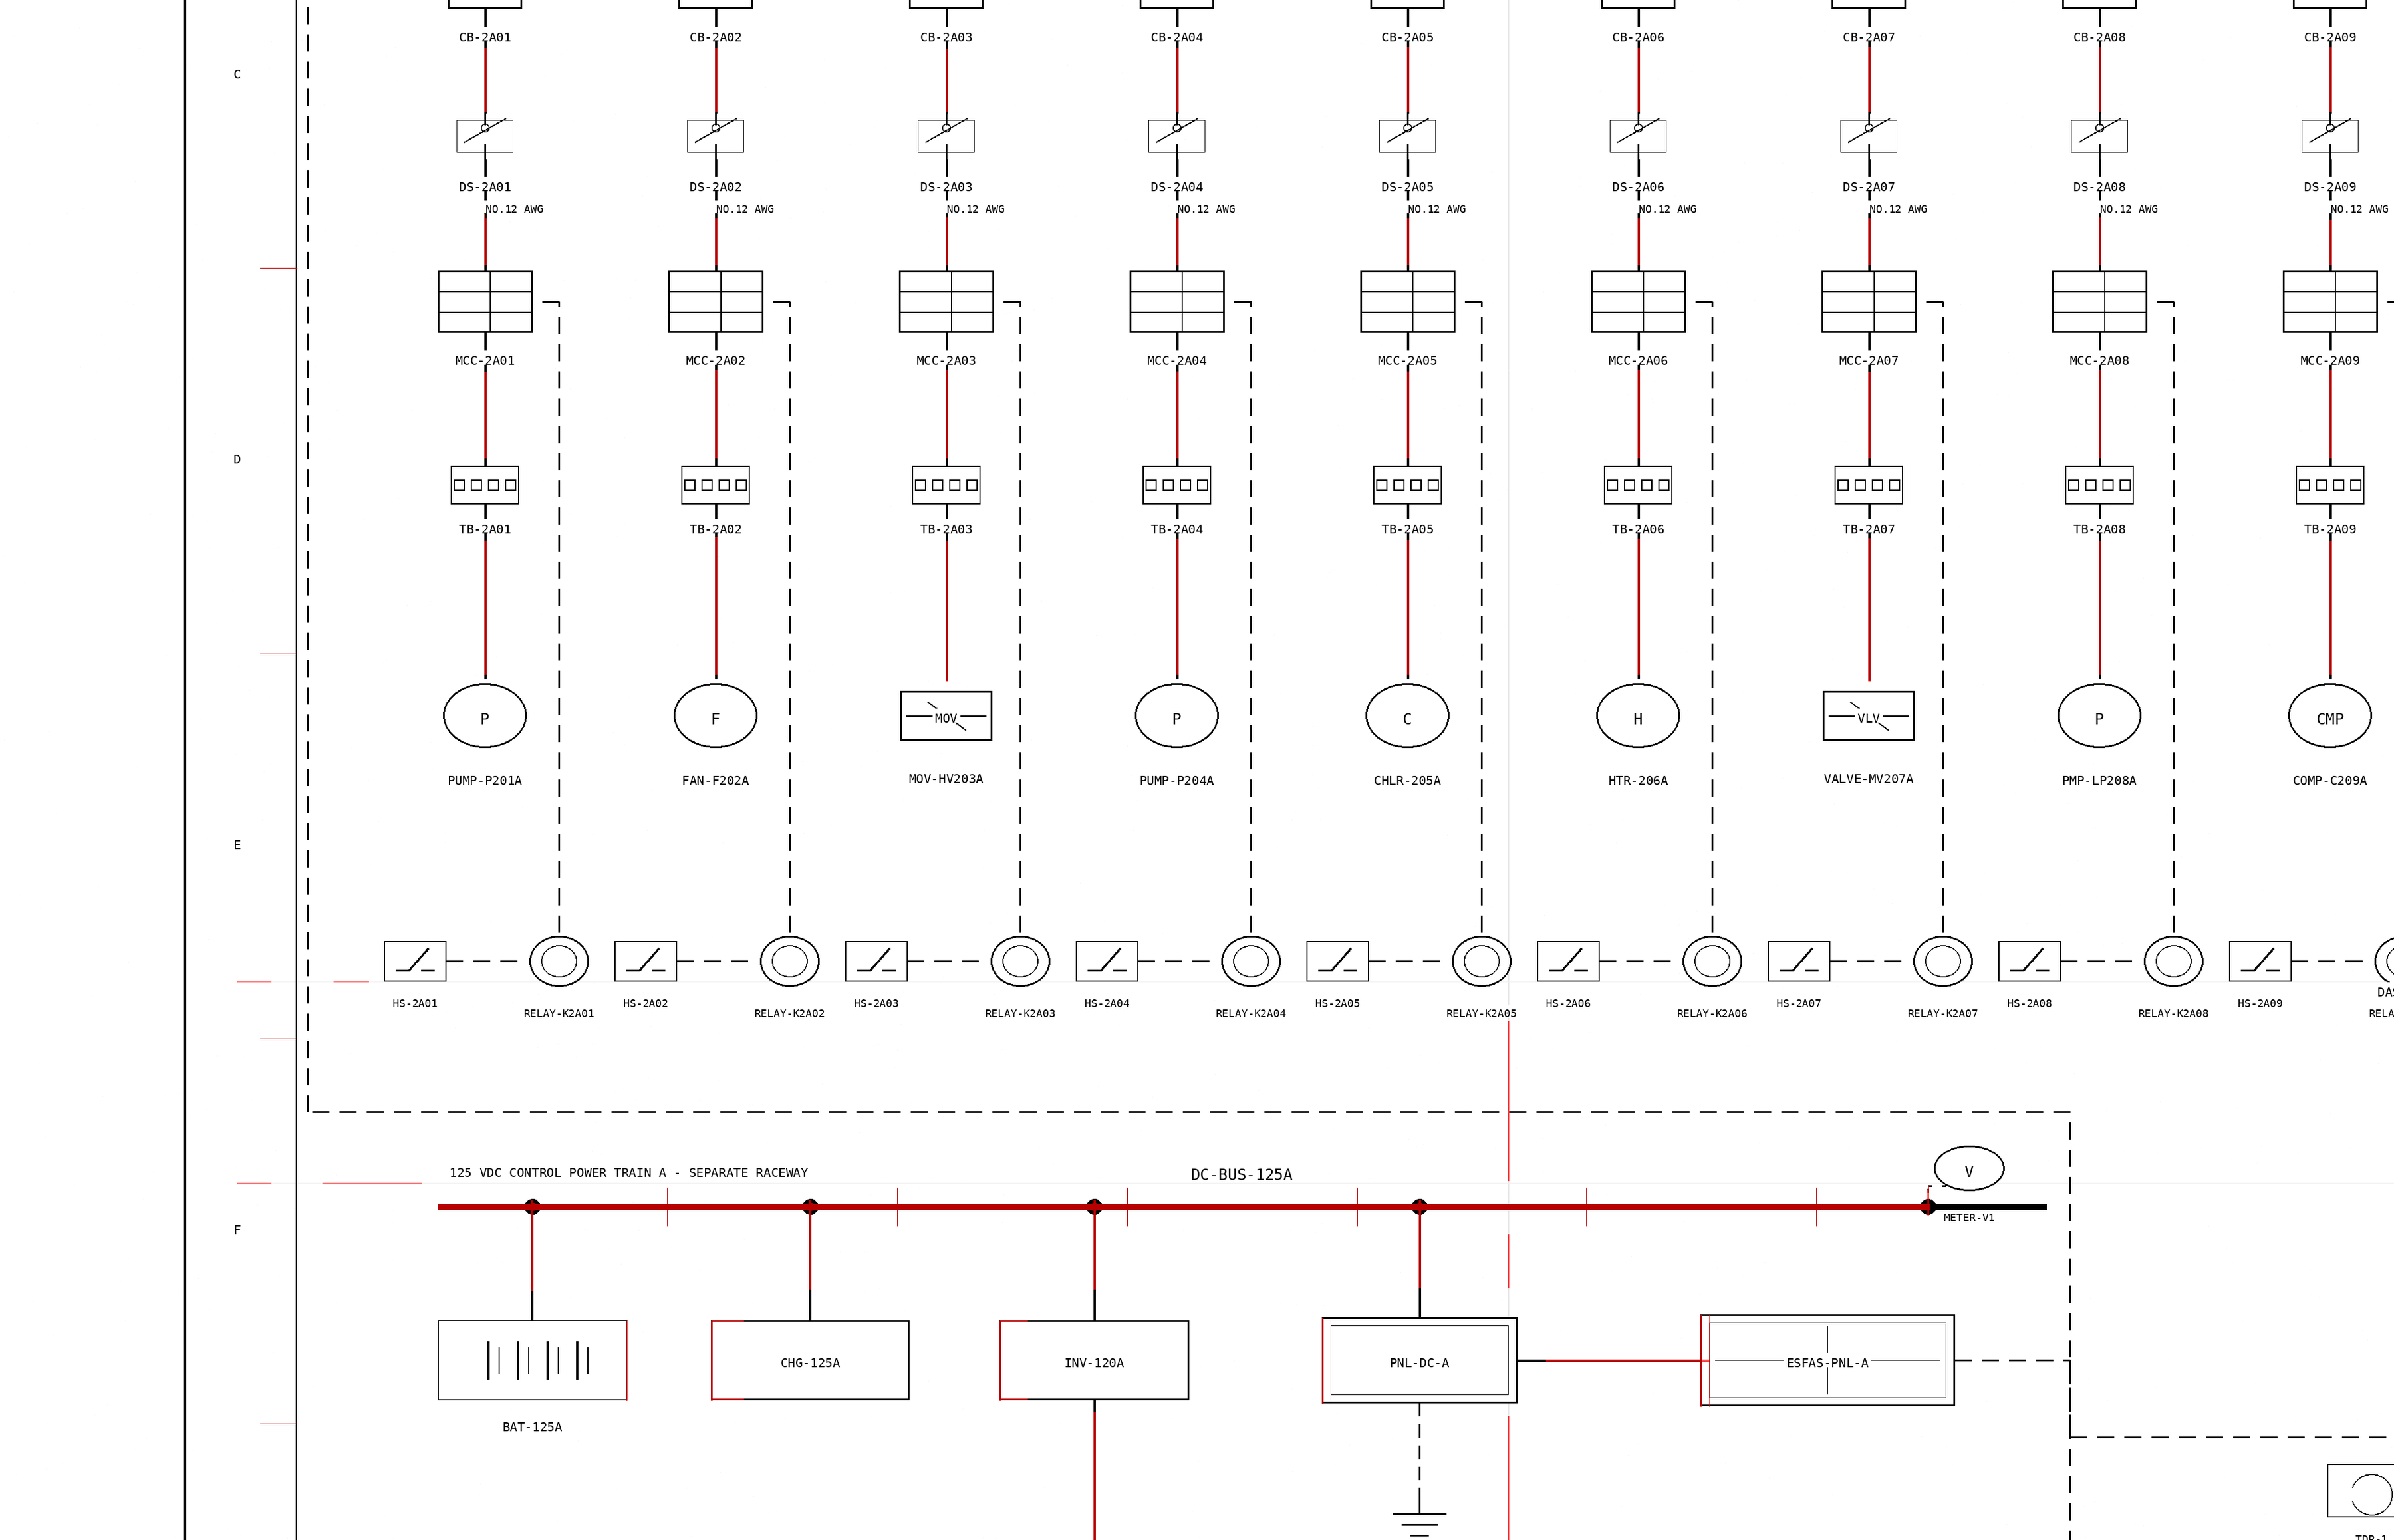 CB-2A01 CB-2A02 CB-2A03 CB-2A04 CB-2A05 CB-2A06 CB-2A07 CB-2A08 CB-2A09
C
DS-2A01 DS-2A02 DS-2A03 DS-2A04 DS-2A05 DS-2A06 DS-2A07 DS-2A08 DS-2A09
NO.12 AWG NO.12 AWG NO.12 AWG NO.12 AWG NO.12 AWG NO.12 AWG NO.12 AWG NO.12 AWG NO.12 AWG
MCC-2A01 MCC-2A02 MCC-2A03 MCC-2A04 MCC-2A05 MCC-2A06 MCC-2A07 MCC-2A08 MCC-2A09
D
TB-2A01 TB-2A02 TB-2A03 TB-2A04 TB-2A05 TB-2A06 TB-2A07 TB-2A08 TB-2A09
P F MOV P C H VLV P CMP
PUMP-P201A FAN-F202A MOV-HV203A PUMP-P204A CHLR-205A HTR-206A VALVE-MV207A PMP-LP208A COMP-C209A
E
HS-2A01 HS-2A02 HS-2A03 HS-2A04 HS-2A05 HS-2A06 HS-2A07 HS-2A08 HS-2A09
RELAY-K2A01 RELAY-K2A02 RELAY-K2A03 RELAY-K2A04 RELAY-K2A05 RELAY-K2A06 RELAY-K2A07 RELAY-K2A08
125 VDC CONTROL POWER TRAIN A - SEPARATE RACEWAY DC-BUS-125A V
METER-V1
F
CHG-125A INV-120A PNL-DC-A ESFAS-PNL-A
BAT-125A